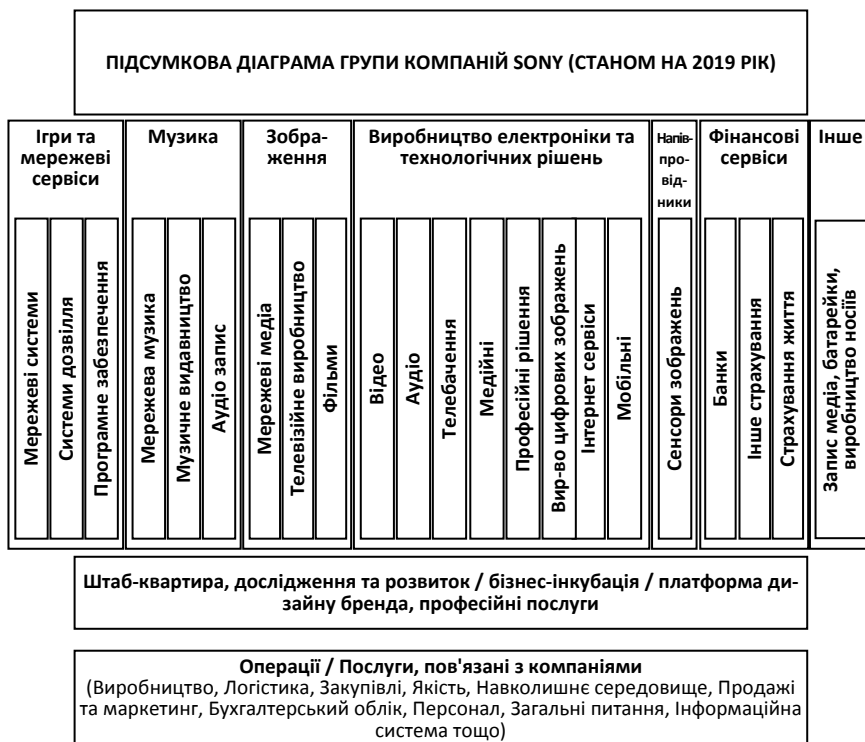 ПІДСУМКОВА ДІАГРАМА ГРУПИ КОМПАНІЙ SONY (СТАНОМ НА 2019 РІК)
Ігри та
мережеві
сервіси
Мережеві системи
Системи дозвілля
Програмне забезпечення
Музика
Мережева музика
Музичне видавництво
Аудіо запис
Зобра-
ження
Мережеві медіа
Телевізійне виробництво
Фільми
Виробництво електроніки та
технологічних рішень
Відео
Аудіо
Телебачення
Медійні
Професійні рішення
Вир-во цифрових зображень
Інтернет сервіси
Мобільні
Напів-
про-
від-
ники
Сенсори зображень
Фінансові
сервіси
Банки
Інше страхування
Страхування життя
Інше
Запис медіа, батарейки,
виробництво носіїв
Штаб-квартира, дослідження та розвиток / бізнес-інкубація / платформа ди-
зайну бренда, професійні послуги
Операції / Послуги, пов'язані з компаніями
(Виробництво, Логістика, Закупівлі, Якість, Навколишнє середовище, Продажі
та маркетинг, Бухгалтерський облік, Персонал, Загальні питання, Інформаційна
система тощо)